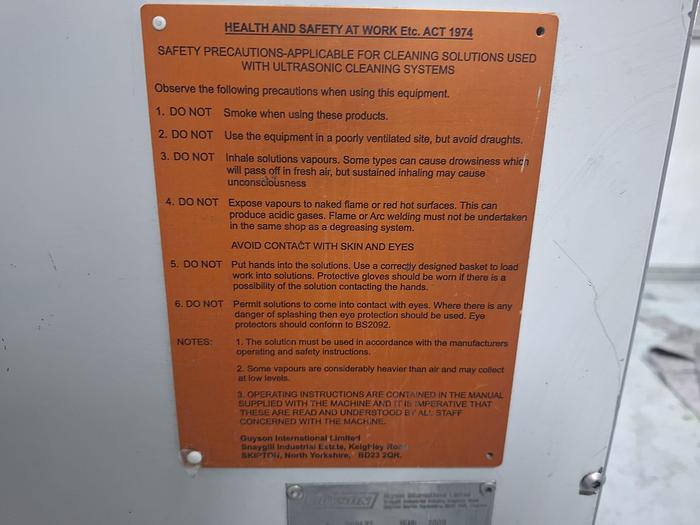 HEALTH AND SAFETY AT WORK Etc. ACT 1974
SAFETY PRECAUTIONS-APPLICABLE FOR CLEANING SOLUTIONS USED
WITH ULTRASONIC CLEANING SYSTEMS
Observe the following precautions when using this equipment.
1. DO NOT Smoke when using these products.
2. DO NOT Use the equipment in a poorly ventilated site, but avoid draughts.
3. DO NOT Inhale solutions vapours. Some types can cause drowsiness which
will pass off in fresh air, but sustained inhaling may cause
unconsciousness
4. DO NOT Expose vapours to naked flame or red hot surfaces. This can
produce acidic gases. Flame or Arc welding must not be undertaken
in the same shop as a degreasing system.
AVOID CONTACT WITH SKIN AND EYES
5. DO NOT Put hands into the solutions. Use a correctly designed basket to load
work into solutions. Protective gloves should be worn if there is a
possibility of the solution contacting the hands.
6. DO NOT Permit solutions to come into contact with eyes. Where there is any
danger of splashing then eye protection should be used. Eye
protectors should conform to BS2092.
NOTES: 1. The solution must be used in accordance with the manufacturers
operating and safety instructions.
2. Some vapours are considerably heavier than air and may collect
at low levels.
3. OPERATING INSTRUCTIONS ARE CONTAINED IN THE MANUAL
SUPPLIED WITH THE MACHINE AND IT IS IMPERATIVE THAT
THESE ARE READ AND UNDERSTOOD BY ALL STAFF
CONCERNED WITH THE MACHINE.
Guyson International Limited
Snaygill Industrial Estate, Keighley Road
SKIPTON, North Yorkshire, BD23 2QR.
Guyson International Limited